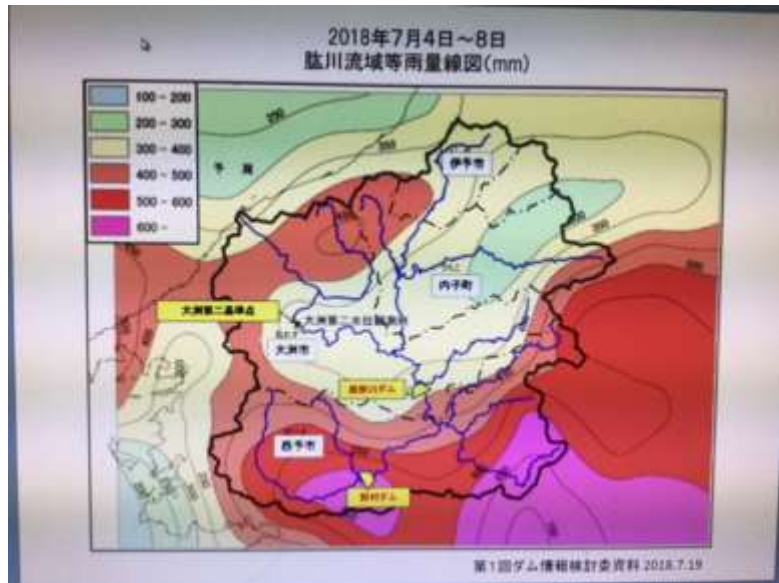 2018年7月4日～8日
肱川流域等雨量線図(mm)
100-200
200-300
300-400
400-500
500-600
600-
予
伊予市
内子町
大洲第二基準点
大洲市
鹿野川ダム
西予市
野村ダム
第1回ダム情報検討委資料 2018.7.19